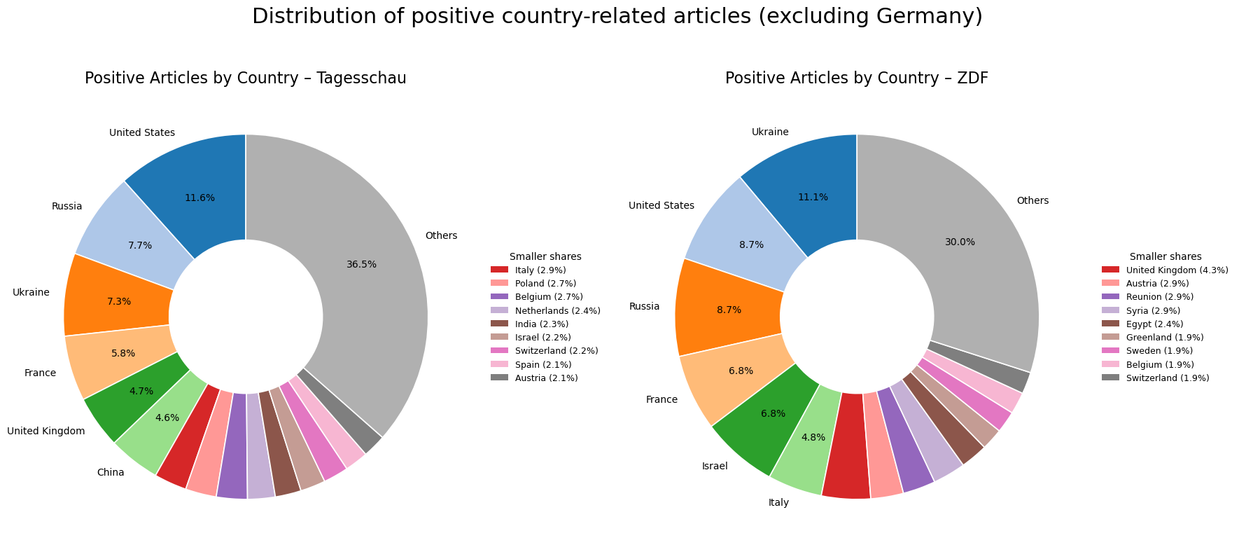 Distribution of positive country-related articles (excluding Germany)
Positive Articles by Country – Tagesschau
United States
11.6%
Russia
7.7%
Ukraine
7.3%
France
5.8%
United Kingdom
4.7%
China
4.6%
Others
36.5%
Smaller shares
Italy (2.9%)
Poland (2.7%)
Belgium (2.7%)
Netherlands (2.4%)
India (2.3%)
Israel (2.2%)
Switzerland (2.2%)
Spain (2.1%)
Austria (2.1%)
Positive Articles by Country – ZDF
Ukraine
11.1%
United States
8.7%
Russia
8.7%
France
6.8%
Israel
6.8%
Italy
4.8%
Others
30.0%
Smaller shares
United Kingdom (4.3%)
Austria (2.9%)
Reunion (2.9%)
Syria (2.9%)
Egypt (2.4%)
Greenland (1.9%)
Sweden (1.9%)
Belgium (1.9%)
Switzerland (1.9%)